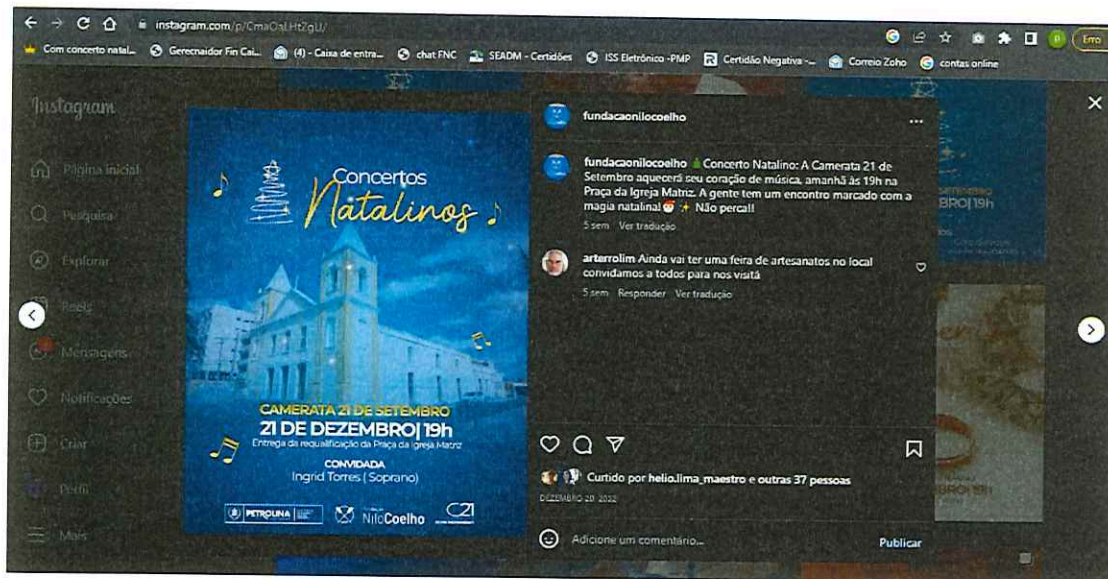 instagram.com/p/CmaOaLHtZgU/
Erro
Com concerto natal...
Gerecnaidor Fin Cai...
(4) - Caixa de entra...
chat FNC
SEADM - Certidões
ISS Eletrônico -PMP
Certidão Negativa -...
Correio Zoho
contas online
Instagram
Página inicial
Pesquisa
Explorar
Reels
Mensagens
Notificações
Criar
Perfil
Mais
Concertos
Natalinos
CAMERATA 21 DE SETEMBRO
21 DE DEZEMBRO| 19h
Entrega da requalificação da Praça da Igreja Matriz
CONVIDADA
Ingrid Torres ( Soprano)
PETROLINA
NiloCoelho
C21
fundacaonilocoelho
fundacaonilocoelho 🎄Concerto Natalino: A Camerata 21 de
Setembro aquecerá seu coração de música, amanhã às 19h na
Praça da Igreja Matriz. A gente tem um encontro marcado com a
magia natalina!🎅✨ Não perca!!
5 sem Ver tradução
arterrolim Ainda vai ter uma feira de artesanatos no local
convidamos a todos para nos visitá
5 sem Responder Ver tradução
Curtido por helio.lima_maestro e outras 37 pessoas
DEZEMBRO 20, 2022
Adicione um comentário...
Publicar
BRO| 19h
BRO| 19h